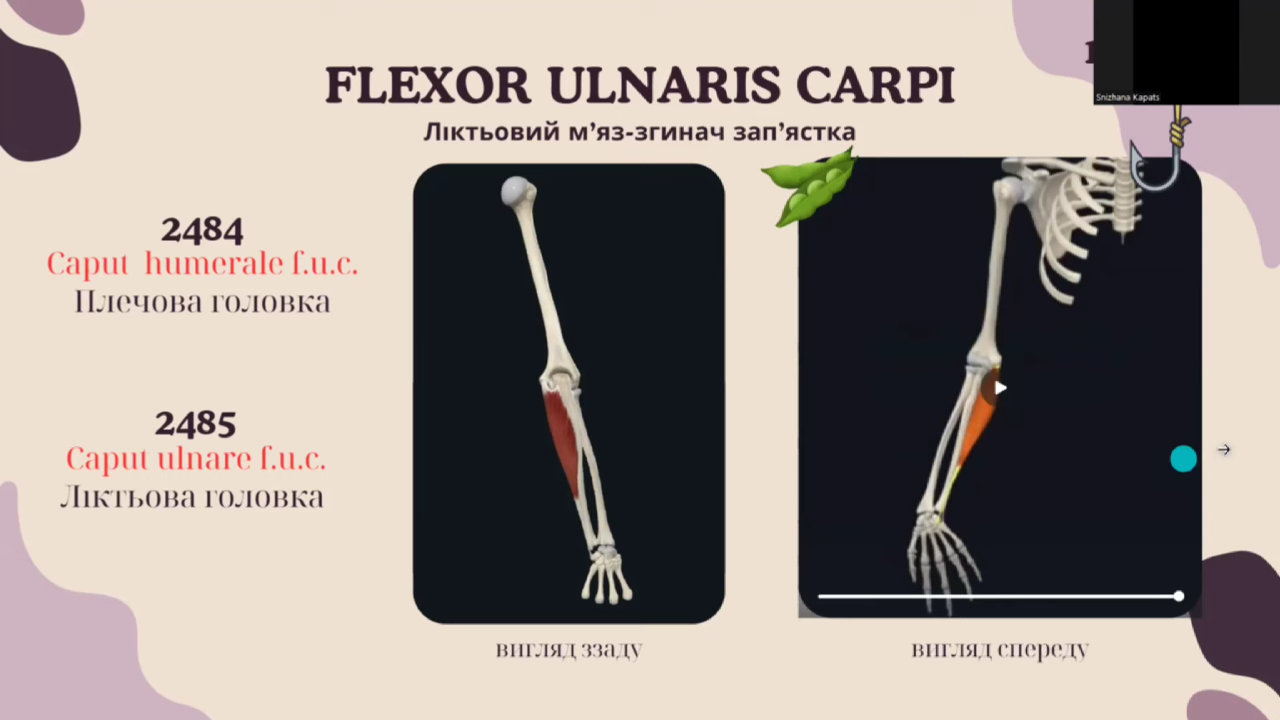 FLEXOR ULNARIS CARPI
Ліктьовий м’яз-згинач зап’ястка
Snizhana Kapats
2484
Caput humerale f.u.c.
Плечова головка
2485
Caput ulnare f.u.c.
Ліктьова головка
вигляд ззаду
вигляд спереду